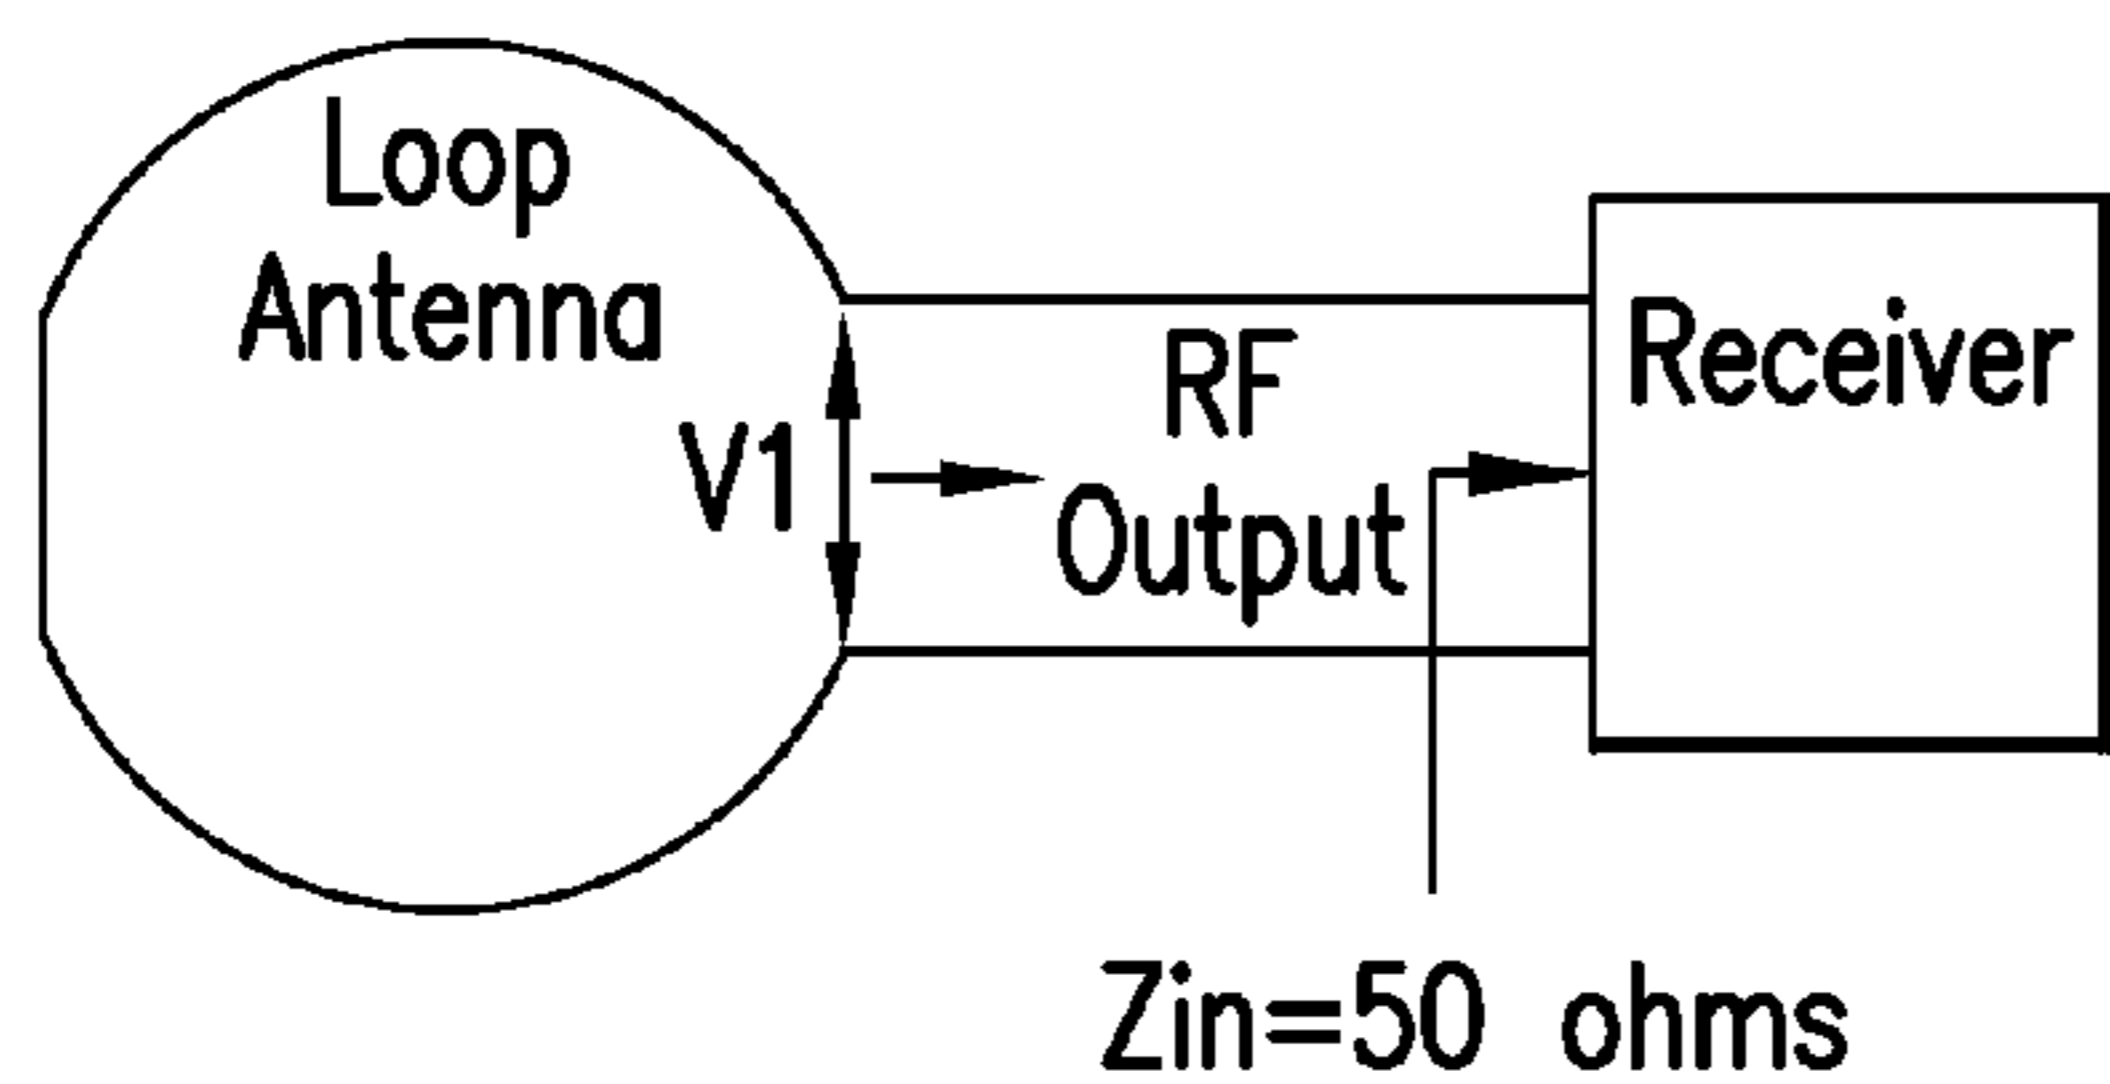 Loop
Antenna
V1
RF
Output
Receiver
Zin=50 ohms